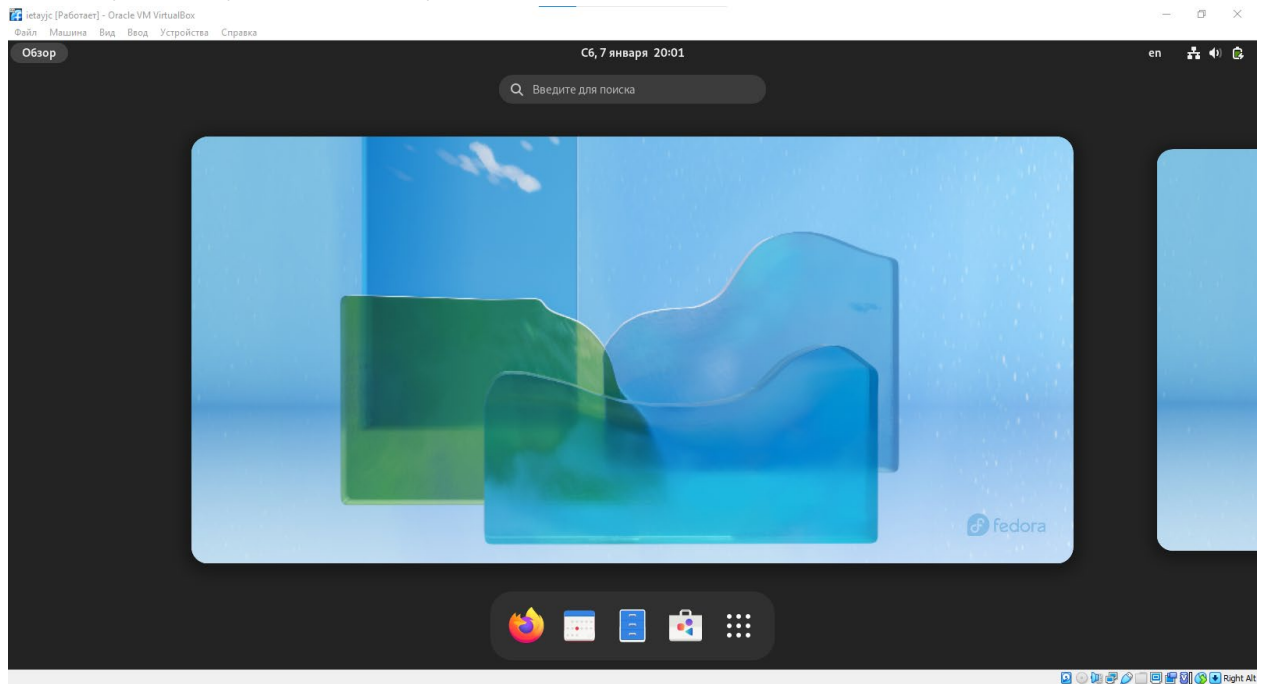 ietayjc [Работает] - Oracle VM VirtualBox
Файл Машина Вид Ввод Устройства Справка
Обзор
Сб, 7 января 20:01
en
Введите для поиска
fedora
Right Alt